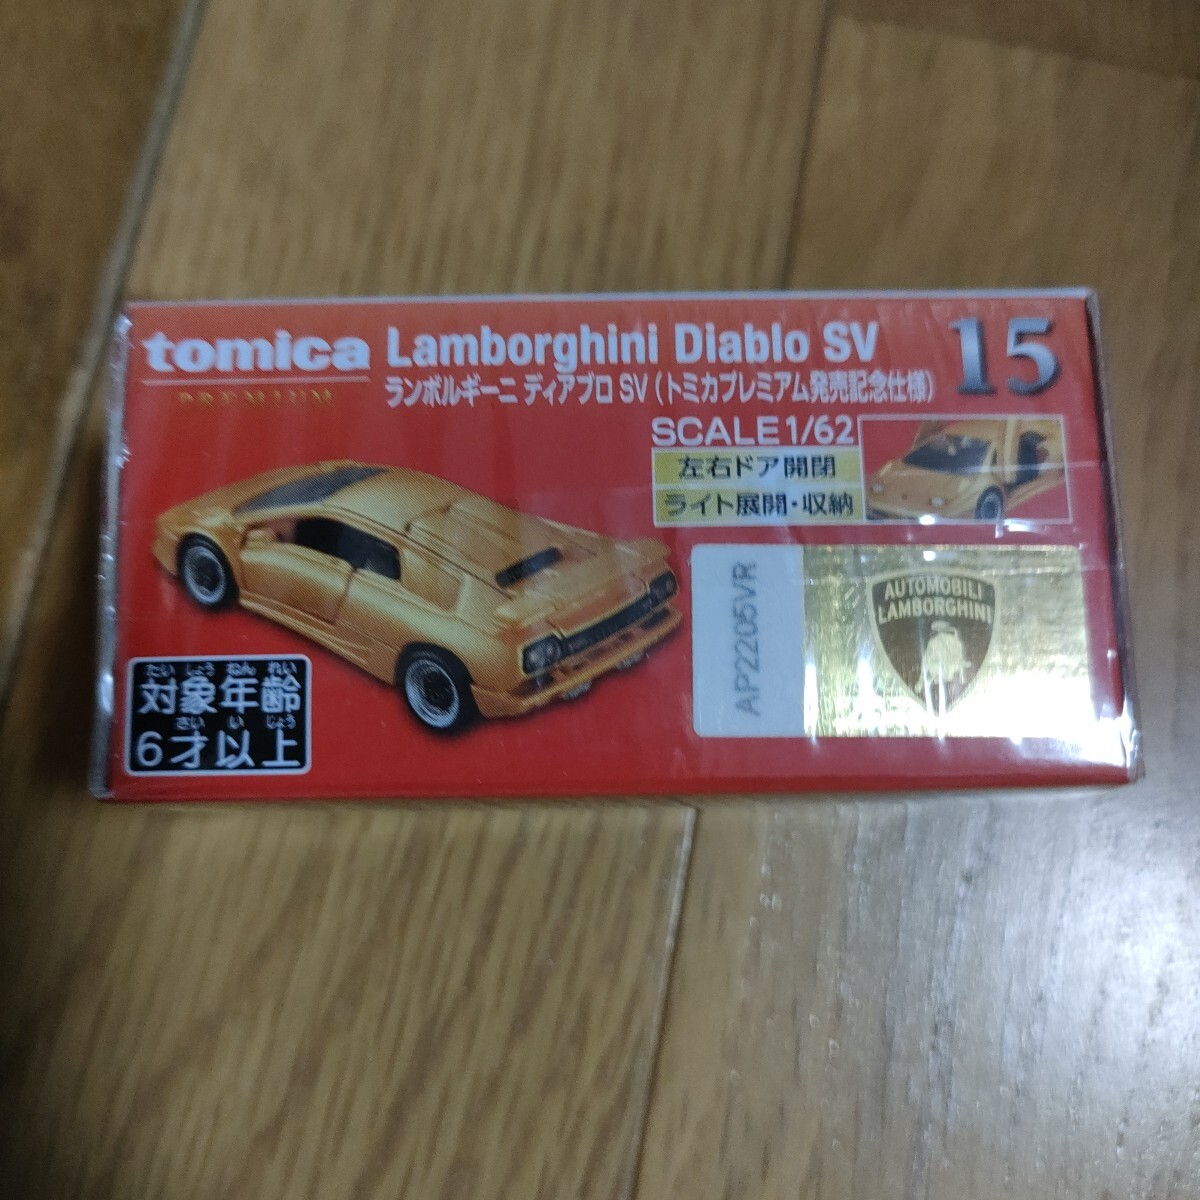 tomica
PREMIUM
Lamborghini Diablo SV
ランボルギーニ ディアブロ SV (トミカプレミアム発売記念仕様)
15
SCALE 1/62
左右ドア開閉
ライト展開・収納
AP2205VR
AUTOMOBILI
LAMBORGHINI
たい しょう ねん れい
対象年齢
さい い じょう
6才以上